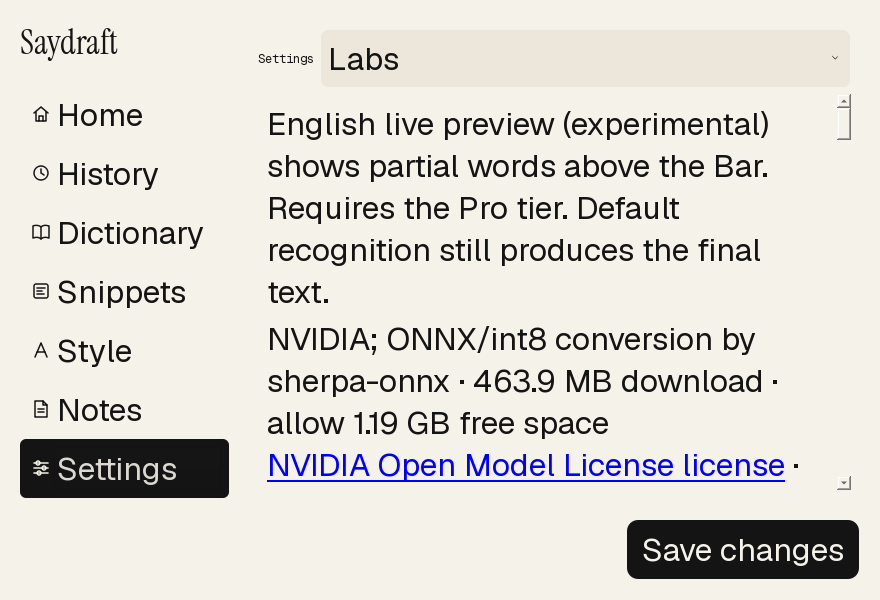 Saydraft
Home
History
Dictionary
Snippets
Style
Notes
Settings
Settings
Labs
English live preview (experimental)
shows partial words above the Bar.
Requires the Pro tier. Default
recognition still produces the final
text.
NVIDIA; ONNX/int8 conversion by
sherpa-onnx · 463.9 MB download ·
allow 1.19 GB free space
NVIDIA Open Model License license ·
Save changes